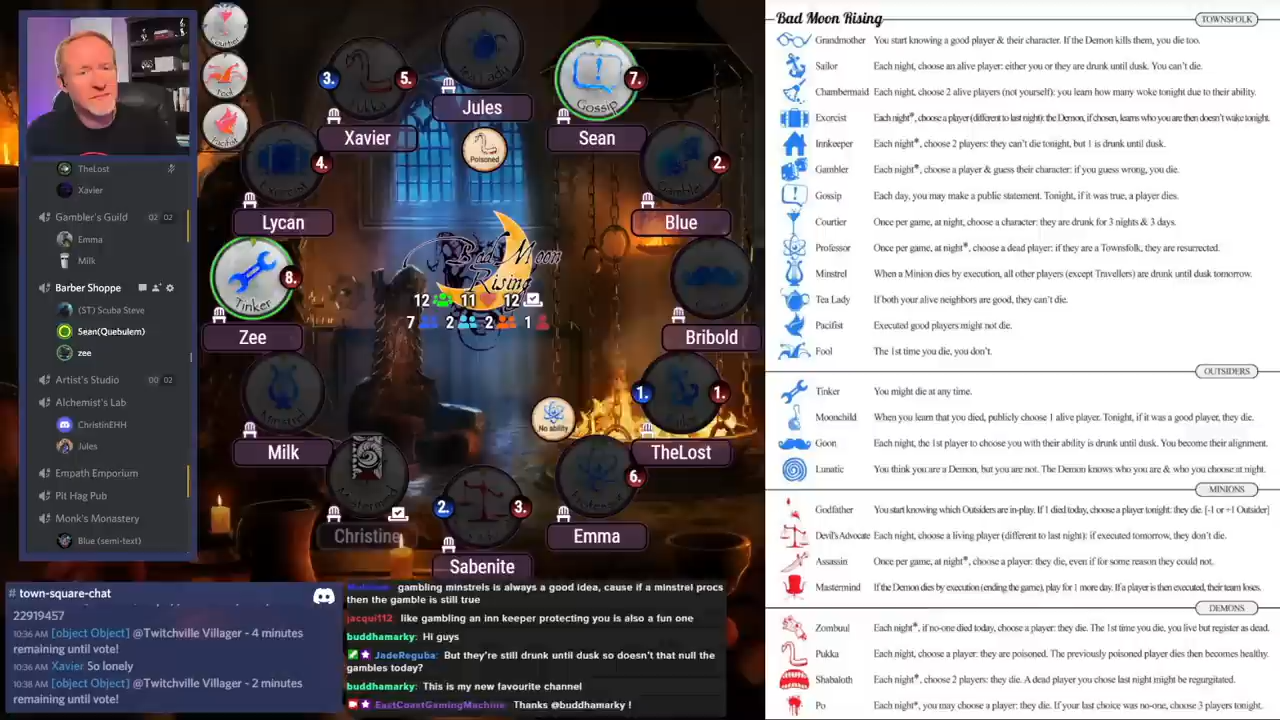 TheLost
Xavier
Gambler's Guild 02 02
Emma
Milk
Barber Shoppe
(ST) Scuba Steve
Sean(Quebulem)
zee
Artist's Studio 00 02
Alchemist's Lab
ChristinEHH
Jules
Empath Emporium
Pit Hag Pub
Monk's Monastery
Blue (semi-text)
Courtier
Fool
Pacifist
3. 5.
Xavier
Jules
Poisoned
Gossip
7.
Sean
4.
Lycan
2.
Blue
Tinker
8.
Zee
Bad Moon
Rising
12 11 12
7 2 2 1
Bribold
Milk
1. 1.
No ability
TheLost
Christine
2. 3.
Sabenite
6.
Emma
# town-square-chat
22919457
10:36 AM [object Object] @Twitchville Villager - 4 minutes
remaining until vote!
10:36 AM Xavier So lonely
10:38 AM [object Object] @Twitchville Villager - 2 minutes
remaining until vote!
gambling minstrels is always a good idea, cause if a minstrel procs
then the gamble is still true
jacqui112: like gambling an inn keeper protecting you is also a fun one
buddhamarky: Hi guys
JadeReguba: But they're still drunk until dusk so doesn't that null the
gambles today?
buddhamarky: This is my new favourite channel
EastCoastGamingMachine: Thanks @buddhamarky !
Bad Moon Rising
TOWNSFOLK
Grandmother You start knowing a good player & their character. If the Demon kills them, you die too.
Sailor Each night, choose an alive player: either you or they are drunk until dusk. You can't die.
Chambermaid Each night, choose 2 alive players (not yourself): you learn how many woke tonight due to their ability.
Exorcist Each night*, choose a player (different to last night): the Demon, if chosen, learns who you are then doesn't wake tonight.
Innkeeper Each night*, choose 2 players: they can't die tonight, but 1 is drunk until dusk.
Gambler Each night*, choose a player & guess their character: if you guess wrong, you die.
Gossip Each day, you may make a public statement. Tonight, if it was true, a player dies.
Courtier Once per game, at night, choose a character: they are drunk for 3 nights & 3 days.
Professor Once per game, at night*, choose a dead player: if they are a Townsfolk, they are resurrected.
Minstrel When a Minion dies by execution, all other players (except Travellers) are drunk until dusk tomorrow.
Tea Lady If both your alive neighbors are good, they can't die.
Pacifist Executed good players might not die.
Fool The 1st time you die, you don't.
OUTSIDERS
Tinker You might die at any time.
Moonchild When you learn that you died, publicly choose 1 alive player. Tonight, if it was a good player, they die.
Goon Each night, the 1st player to choose you with their ability is drunk until dusk. You become their alignment.
Lunatic You think you are a Demon, but you are not. The Demon knows who you are & who you choose at night.
MINIONS
Godfather You start knowing which Outsiders are in-play. If 1 died today, choose a player tonight: they die. [-1 or +1 Outsider]
Devil's Advocate Each night, choose a living player (different to last night): if executed tomorrow, they don't die.
Assassin Once per game, at night*, choose a player: they die, even if for some reason they could not.
Mastermind If the Demon dies by execution (ending the game), play for 1 more day. If a player is then executed, their team loses.
DEMONS
Zombuul Each night*, if no-one died today, choose a player: they die. The 1st time you die, you live but register as dead.
Pukka Each night, choose a player: they are poisoned. The previously poisoned player dies then becomes healthy.
Shabaloth Each night*, choose 2 players: they die. A dead player you chose last night might be regurgitated.
Po Each night*, you may choose a player: they die. If your last choice was no-one, choose 3 players tonight.